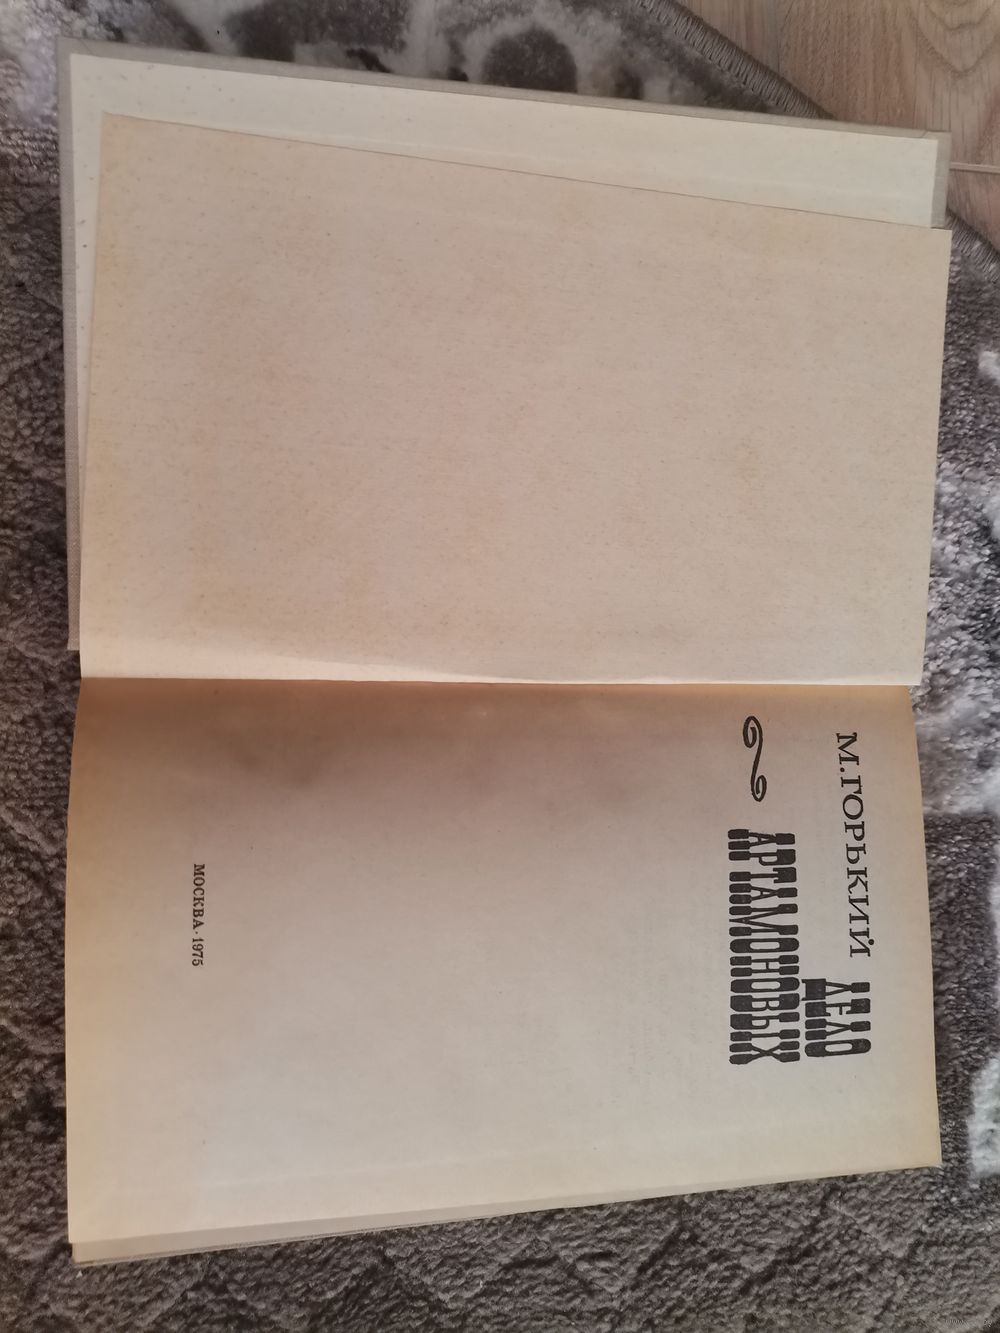 М. ГОРЬКИЙ
ДЕЛО
АРТАМОНОВЫХ
МОСКВА · 1975